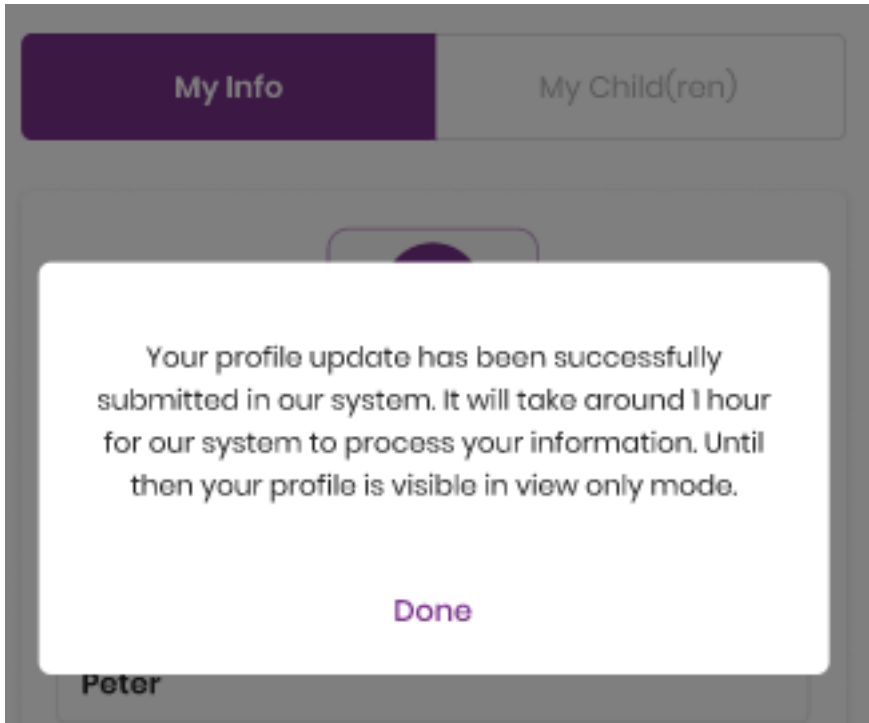 My Info
My Child(ren)
Your profile update has been successfully
submitted in our system. It will take around 1 hour
for our system to process your information. Until
then your profile is visible in view only mode.
Done
Peter